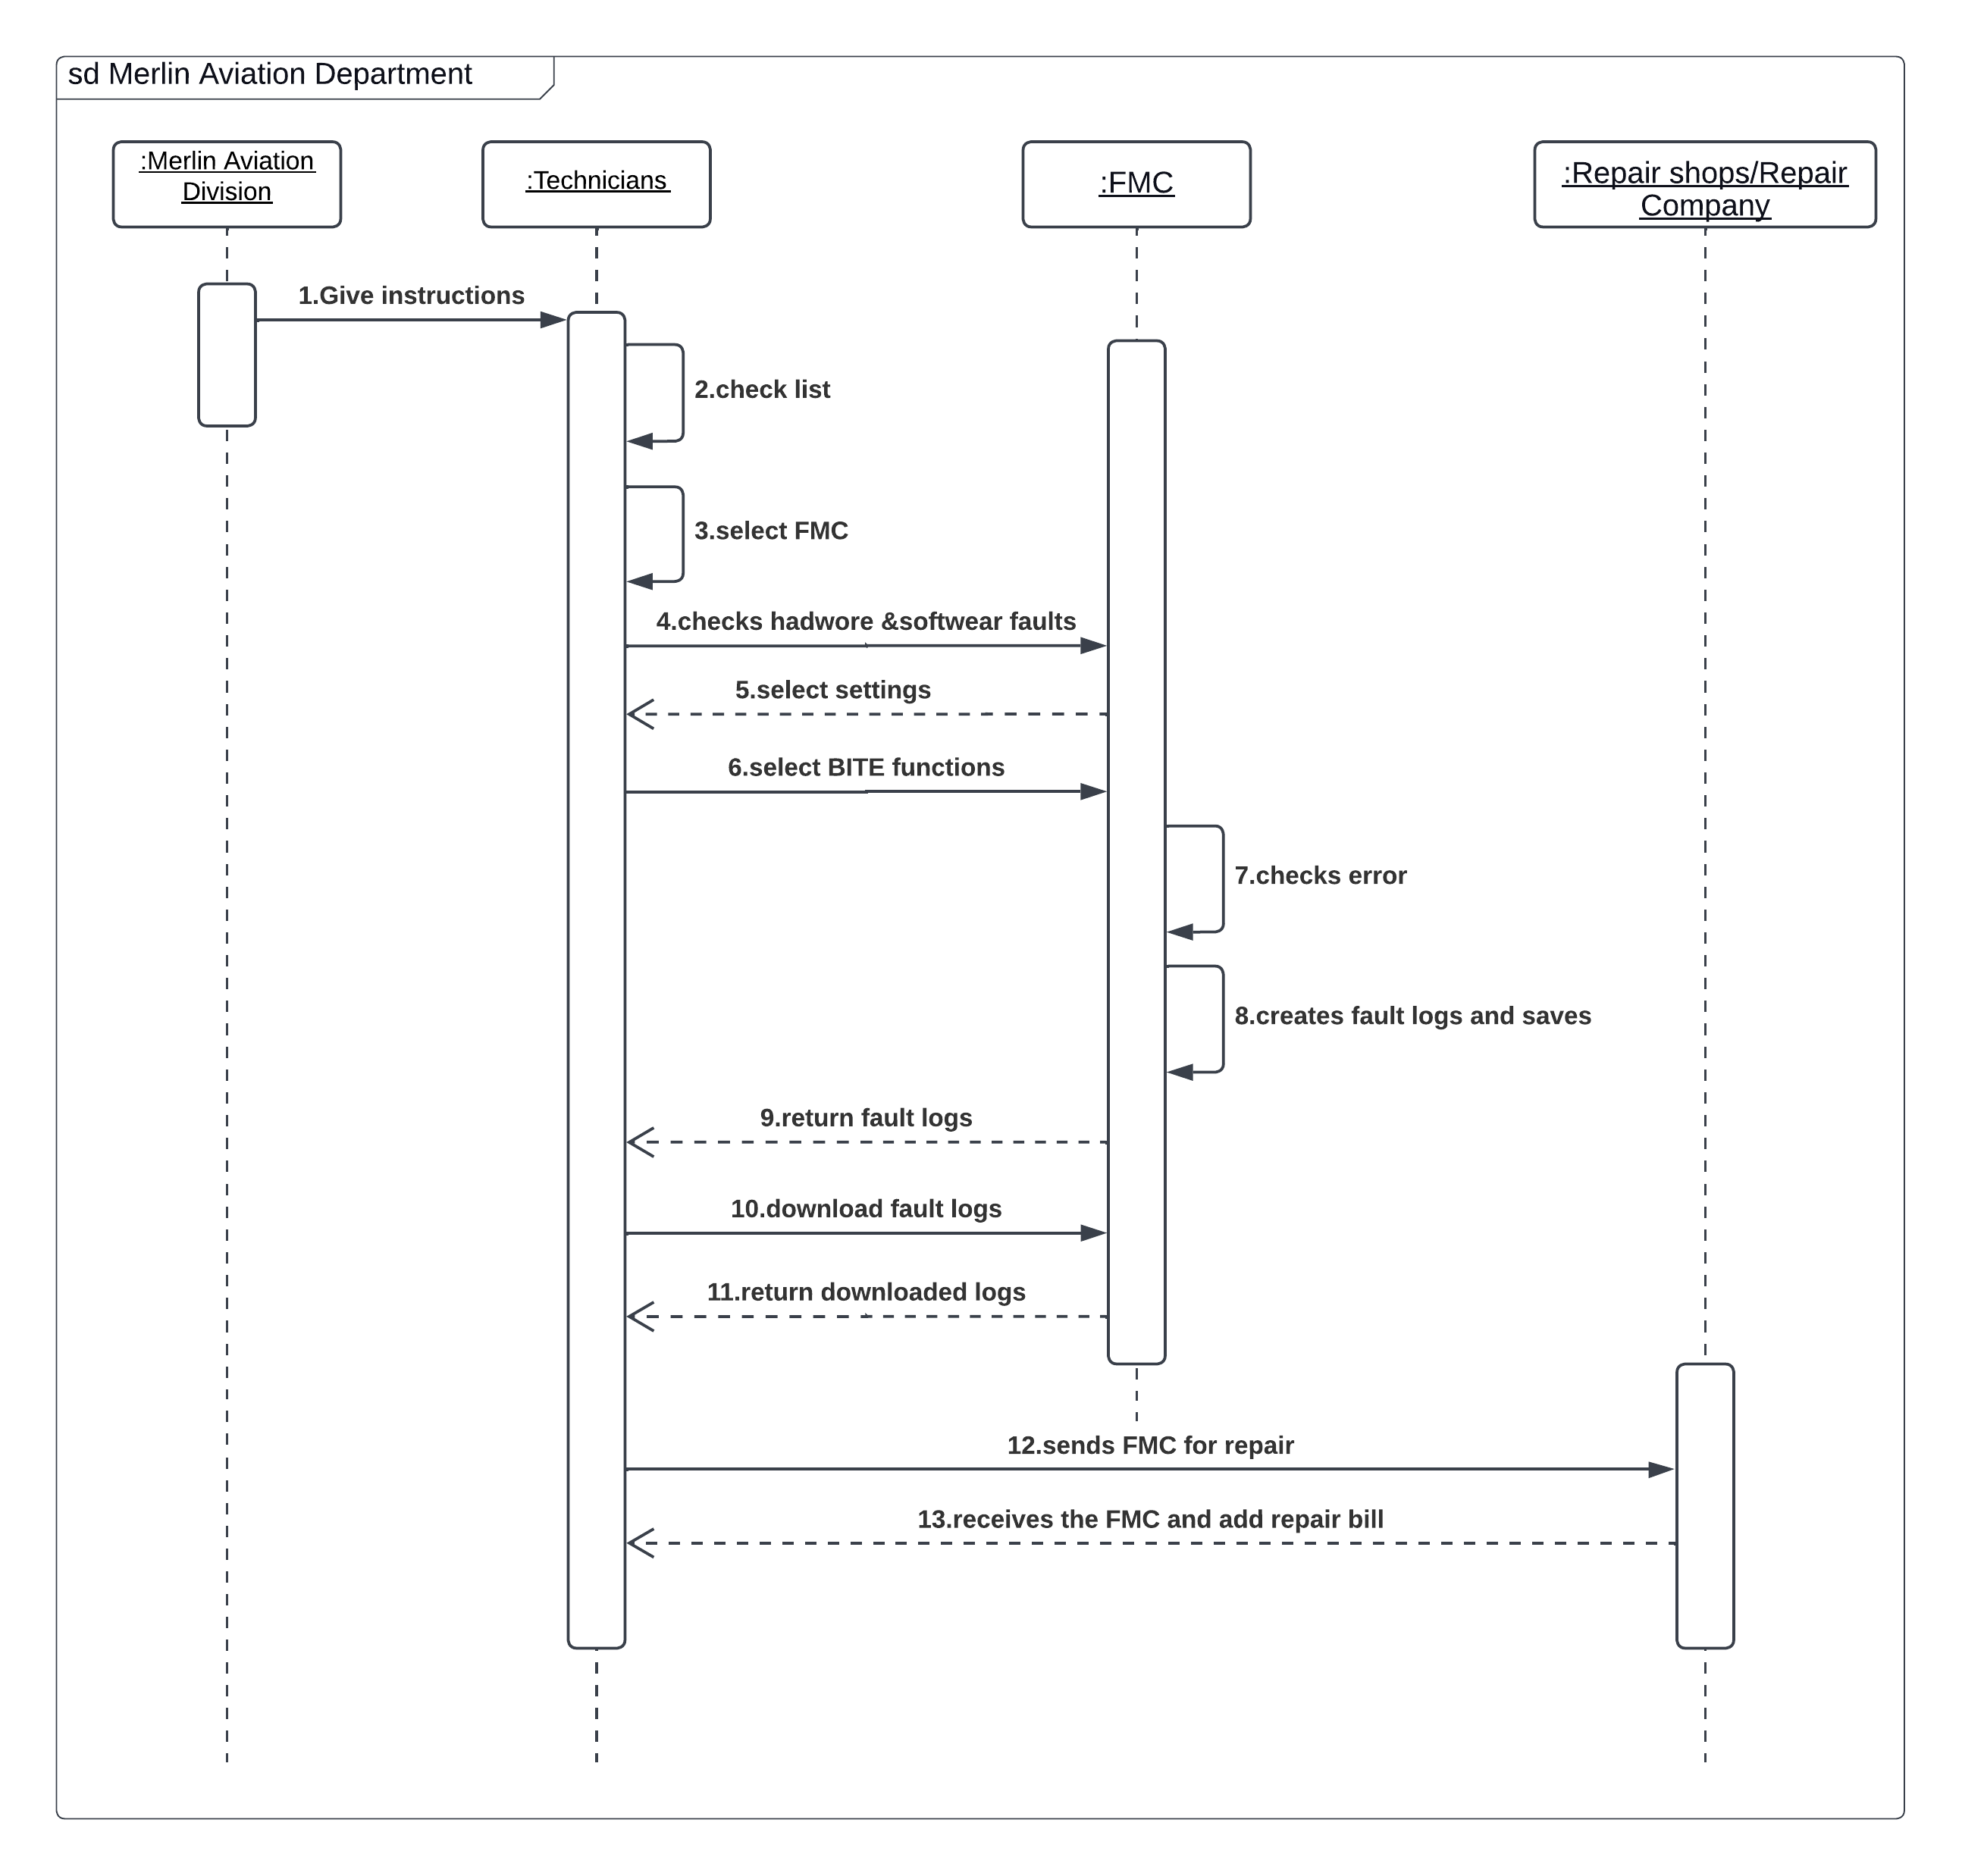 sd Merlin Aviation Department
:Merlin Aviation
Division
:Technicians
:FMC
:Repair shops/Repair
Company
1.Give instructions
2.check list
3.select FMC
4.checks hadwore &softwear faults
5.select settings
6.select BITE functions
7.checks error
8.creates fault logs and saves
9.return fault logs
10.download fault logs
11.return downloaded logs
12.sends FMC for repair
13.receives the FMC and add repair bill